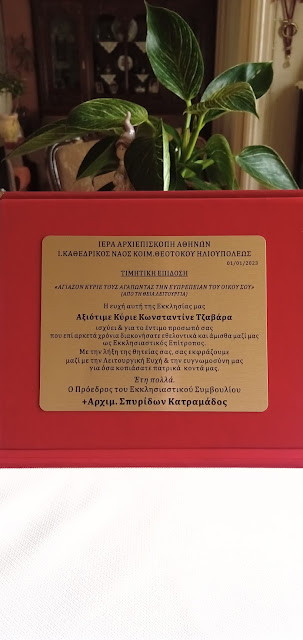 ΙΕΡΑ ΑΡΧΙΕΠΙΣΚΟΠΗ ΑΘΗΝΩΝ
Ι.ΚΑΘΕΔΡΙΚΟΣ ΝΑΟΣ ΚΟΙΜ.ΘΕΟΤΟΚΟΥ ΗΛΙΟΥΠΟΛΕΩΣ
01/01/2023
ΤΙΜΗΤΙΚΗ ΕΠΙΔΟΣΗ
«ΑΓΙΑΣΟΝ ΚΥΡΙΕ ΤΟΥΣ ΑΓΑΠΩΝΤΑΣ ΤΗΝ ΕΥΠΡΕΠΕΙΑΝ ΤΟΥ ΟΙΚΟΥ ΣΟΥ»
(ΑΠΟ ΤΗ ΘΕΙΑ ΛΕΙΤΟΥΡΓΙΑ)
Η ευχή αυτή της Εκκλησίας μας
Αξιότιμε Κύριε Κωνσταντίνε Τζαβάρα
ισχύει & για το έντιμο προσωπό σας
που επί αρκετά χρόνια διακονήσατε εθελοντικά και άμισθα μαζί μας
ως Εκκλησιαστικός Επίτροπος.
Με την λήξη της θητείας σας, σας εκφράζουμε
μαζί με την Λειτουργική Ευχή & την ευγνωμοσύνη μας
για όσα κοπιάσατε πατρικά κοντά μας.
Έτη πολλά.
Ο Πρόεδρος του Εκκλησιαστικού Συμβουλίου
+Αρχιμ. Σπυρίδων Κατραμάδος